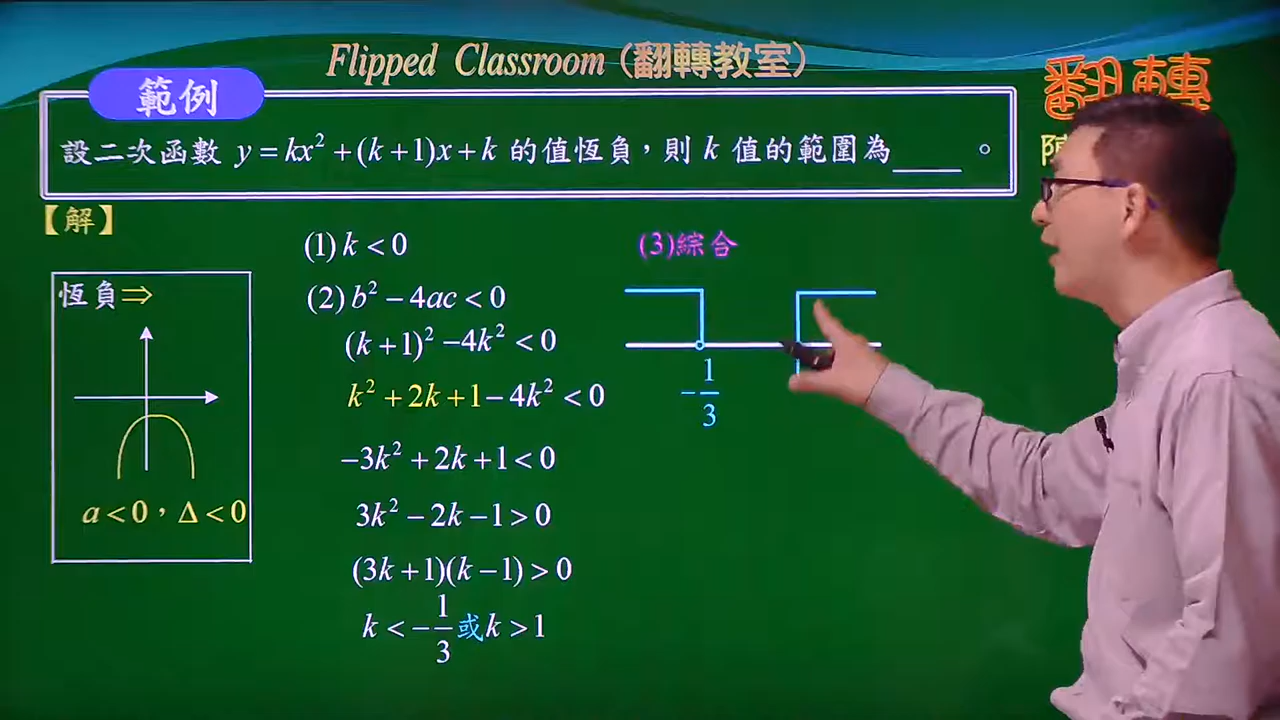 Flipped Classroom (翻轉教室)
翻轉
範例
設二次函數 y = kx² + (k + 1)x + k 的值恆負，則 k 值的範圍為____。
【解】
恆負⇒
a < 0，Δ < 0
(1) k < 0
(2) b² − 4ac < 0
(k + 1)² − 4k² < 0
k² + 2k + 1 − 4k² < 0
−3k² + 2k + 1 < 0
3k² − 2k − 1 > 0
(3k + 1)(k − 1) > 0
k < −1/3 或 k > 1
(3)綜合
−1/3